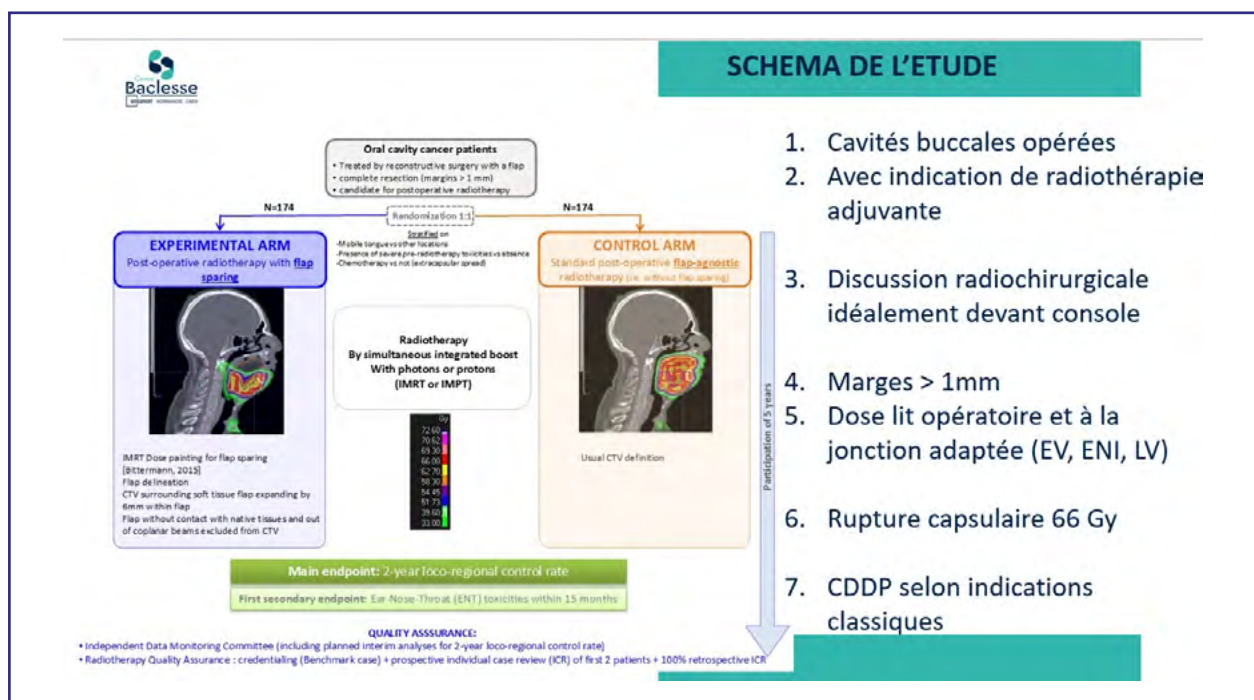 Centre
Baclesse
SCHEMA DE L'ETUDE
Oral cavity cancer patients
• Treated by reconstructive surgery with a flap
• complete resection (margins > 1 mm)
• candidate for postoperative radiotherapy
N=174
Randomization 1:1
N=174
Stratified on
-Mobile tongue vs other locations
-Presence of severe pre-radiotherapy toxicities vs absence
-Chemotherapy vs not (extracapsular spread)
EXPERIMENTAL ARM
Post-operative radiotherapy with flap
sparing
CONTROL ARM
Standard post-operative flap-agnostic
radiotherapy (i.e. without flap sparing)
Radiotherapy
By simultaneous integrated boost
With photons or protons
(IMRT or IMPT)
Gy
72.60
70.62
69.30
66.00
62.70
58.30
54.45
51.73
39.60
33.00
IMRT Dose painting for flap sparing
[Bittermann, 2015]
Flap delineation
CTV surrounding soft tissue flap expanding by
6mm within flap
Flap without contact with native tissues and out
of coplanar beams excluded from CTV
Usual CTV definition
Participation of 5 years
Main endpoint: 2-year loco-regional control rate
First secondary endpoint: Ear-Nose-Throat (ENT) toxicities within 15 months
QUALITY ASSSURANCE:
• Independent Data Monitoring Committee (including planned interim analyses for 2-year loco-regional control rate)
• Radiotherapy Quality Assurance : credentialing (Benchmark case) + prospective individual case review (ICR) of first 2 patients + 100% retrospective ICR
1. Cavités buccales opérées
2. Avec indication de radiothérapie
adjuvante
3. Discussion radiochirurgicale
idéalement devant console
4. Marges > 1mm
5. Dose lit opératoire et à la
jonction adaptée (EV, ENI, LV)
6. Rupture capsulaire 66 Gy
7. CDDP selon indications
classiques